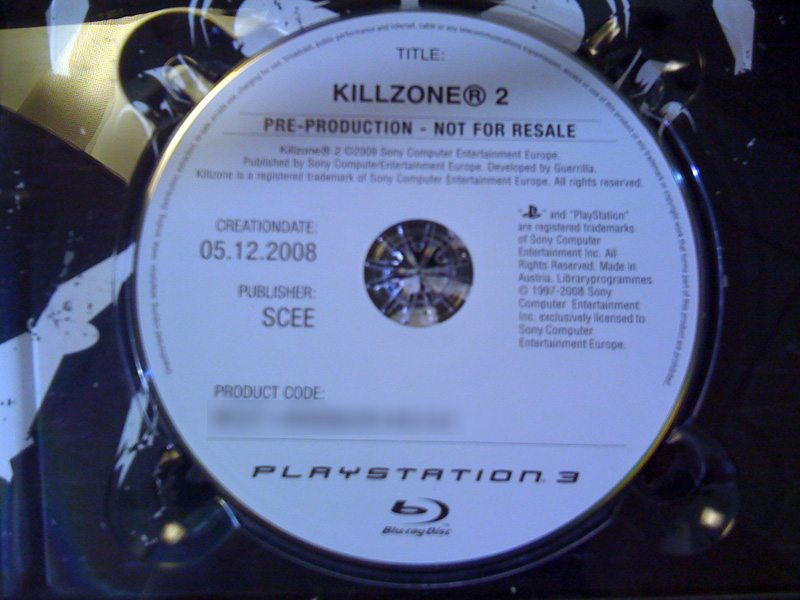 TITLE:
KILLZONE® 2
PRE-PRODUCTION - NOT FOR RESALE
Killzone® 2 ©2009 Sony Computer Entertainment Europe.
Published by Sony ComputerEntertainment Europe. Developed by Guerrilla.
Killzone is a registered trademark of Sony Computer Entertainment Europe. All rights reserved.
CREATIONDATE:
05.12.2008
PUBLISHER:
SCEE
" " and "PlayStation"
are registered trademarks
of Sony Computer
Entertainment Inc. All
Rights Reserved. Made in
Austria. Libraryprogrammes
© 1997-2008 Sony
Computer Entertainment
Inc. exclusively licensed to
Sony Computer
Entertainment Europe.
PRODUCT CODE:
PLAYSTATION 3
Blu-ray Disc